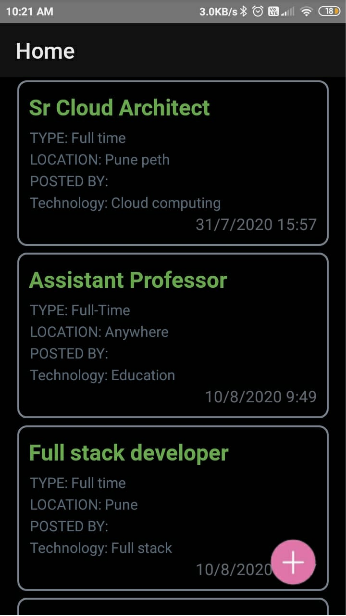 10:21 AM
3.0KB/s
18
Home
Sr Cloud Architect
TYPE: Full time
LOCATION: Pune peth
POSTED BY:
Technology: Cloud computing
31/7/2020 15:57
Assistant Professor
TYPE: Full-Time
LOCATION: Anywhere
POSTED BY:
Technology: Education
10/8/2020 9:49
Full stack developer
TYPE: Full time
LOCATION: Pune
POSTED BY:
Technology: Full stack
10/8/2020